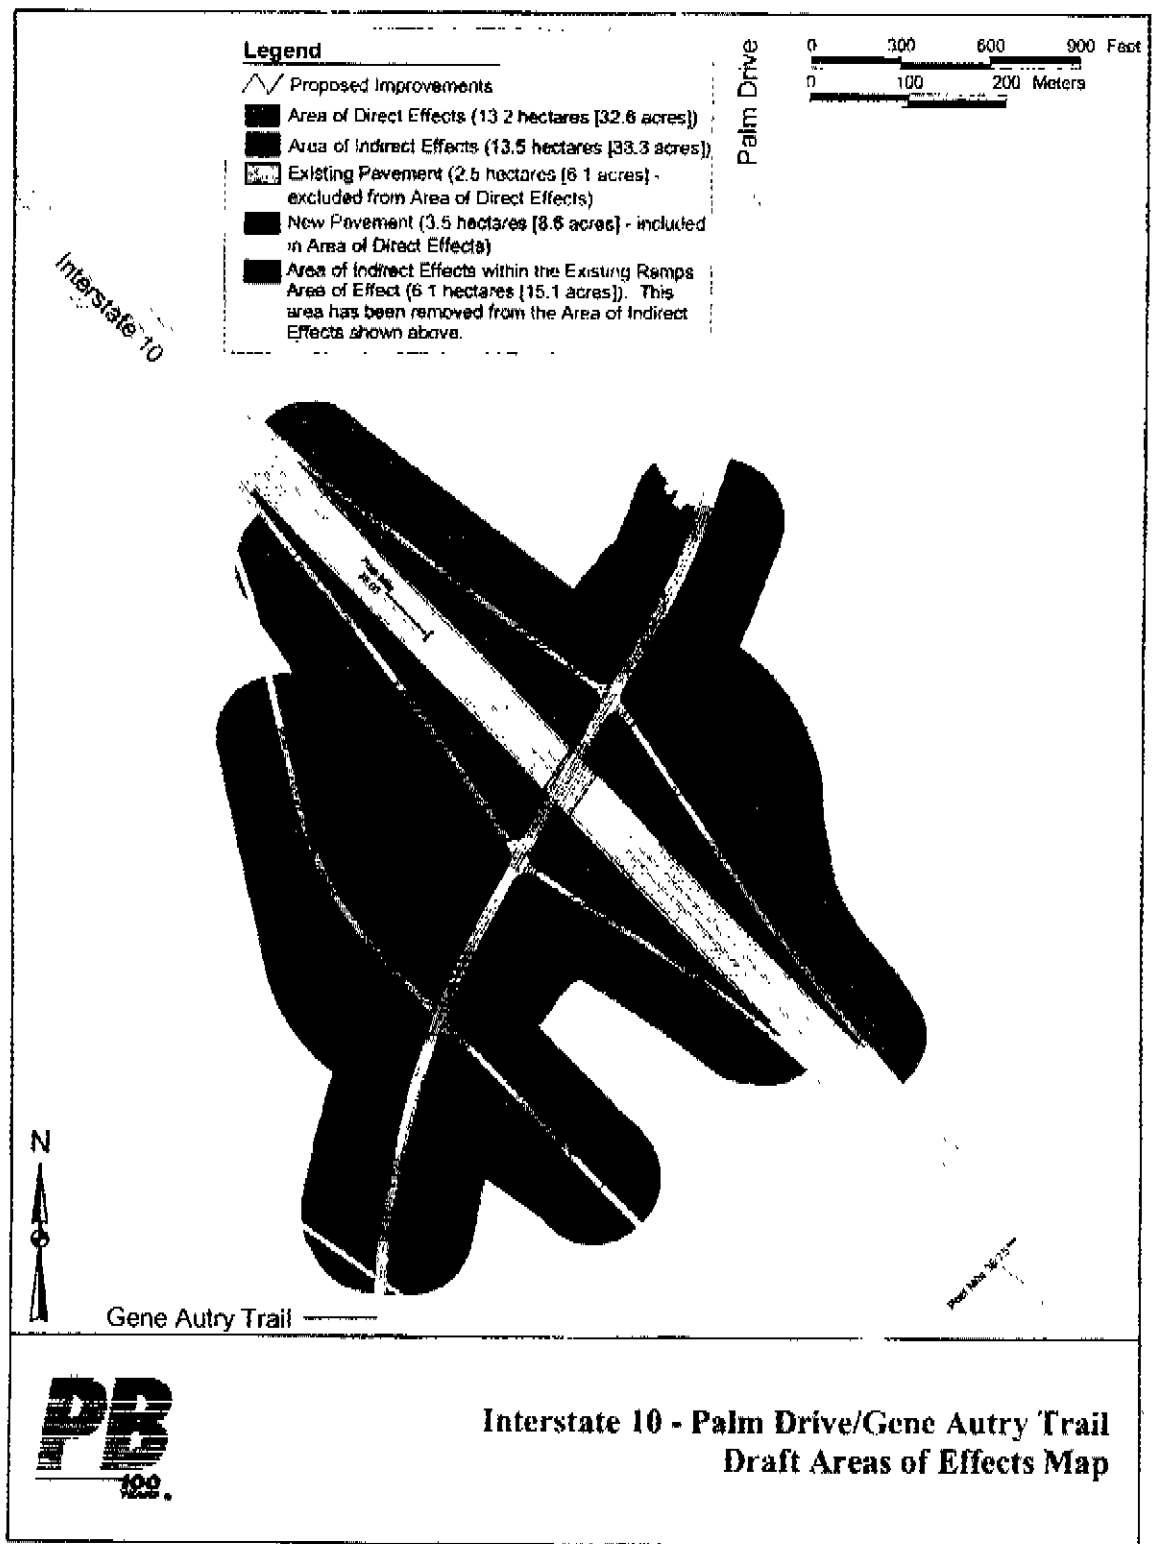 Legend
Proposed Improvements
Area of Direct Effects (13 2 hectares [32.6 acres])
Area of Indirect Effects (13.5 hectares [33.3 acres])
Existing Pavement (2.5 hectares [6 1 acres] -
excluded from Area of Direct Effects)
New Pavement (3.5 hectares [8.6 acres] - included
in Area of Direct Effects)
Area of Indirect Effects within the Existing Ramps
Area of Effect (6 1 hectares [15.1 acres]). This
area has been removed from the Area of Indirect
Effects shown above.
Palm Drive
0 300 600 900 Feet
0 100 200 Meters
Interstate 10
N
Gene Autry Trail
PB
100
YEARS
Interstate 10 - Palm Drive/Gene Autry Trail
Draft Areas of Effects Map